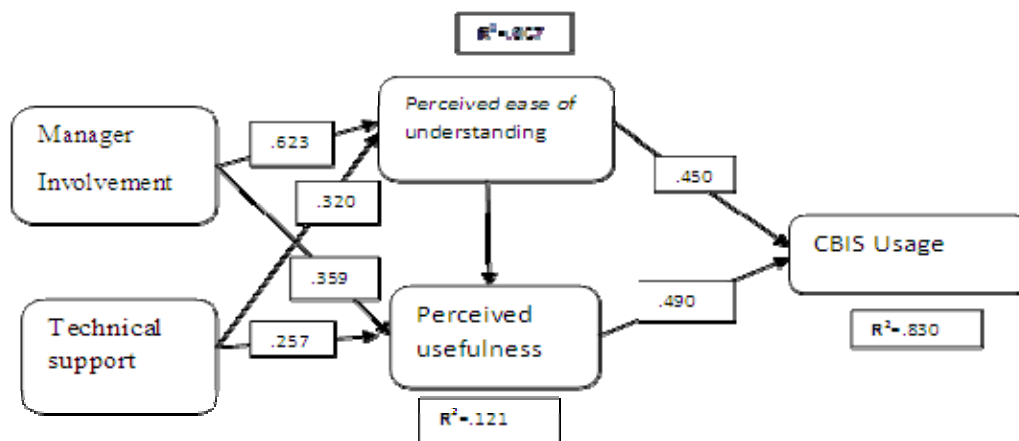 Perceived ease of
understanding
Manager
Involvement
.623
.320
.450
.359
CBIS Usage
Technical
support
.257
Perceived
usefulness
.490
R²=.830
R²=.121